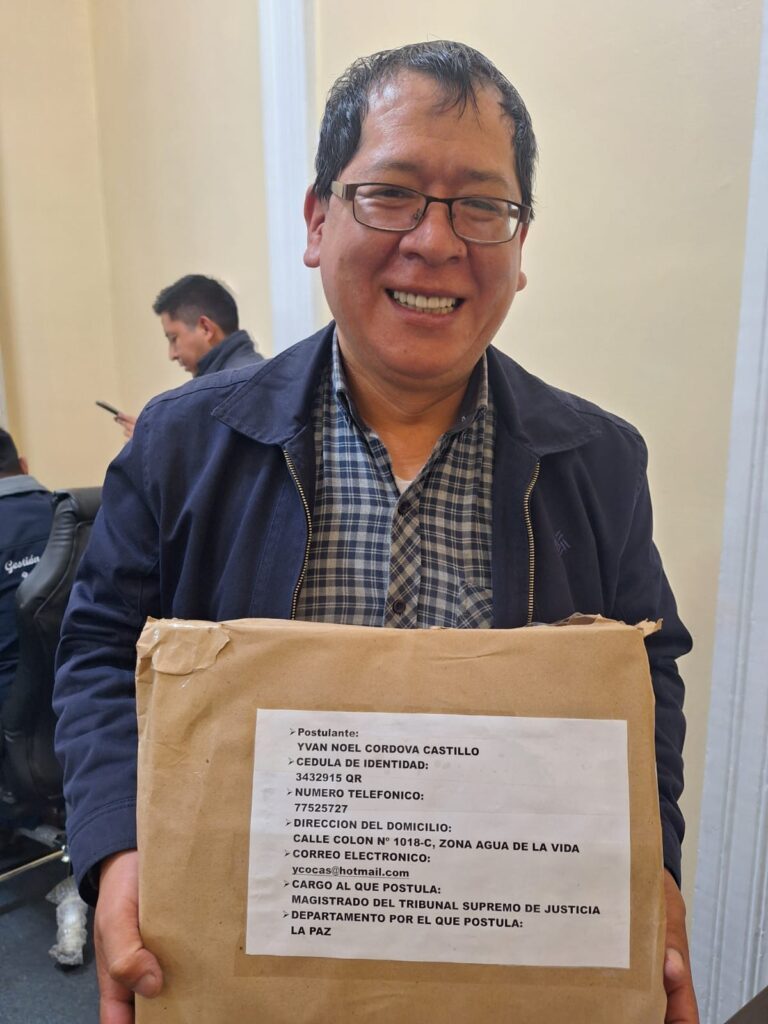 Gestión
➢Postulante:
YVAN NOEL CORDOVA CASTILLO
➢CEDULA DE IDENTIDAD:
3432915 QR
➢NUMERO TELEFONICO:
77525727
➢DIRECCION DEL DOMICILIO:
CALLE COLON Nº 1018-C, ZONA AGUA DE LA VIDA
➢CORREO ELECTRONICO:
ycocas@hotmail.com
➢CARGO AL QUE POSTULA:
MAGISTRADO DEL TRIBUNAL SUPREMO DE JUSTICIA
➢DEPARTAMENTO POR EL QUE POSTULA:
LA PAZ